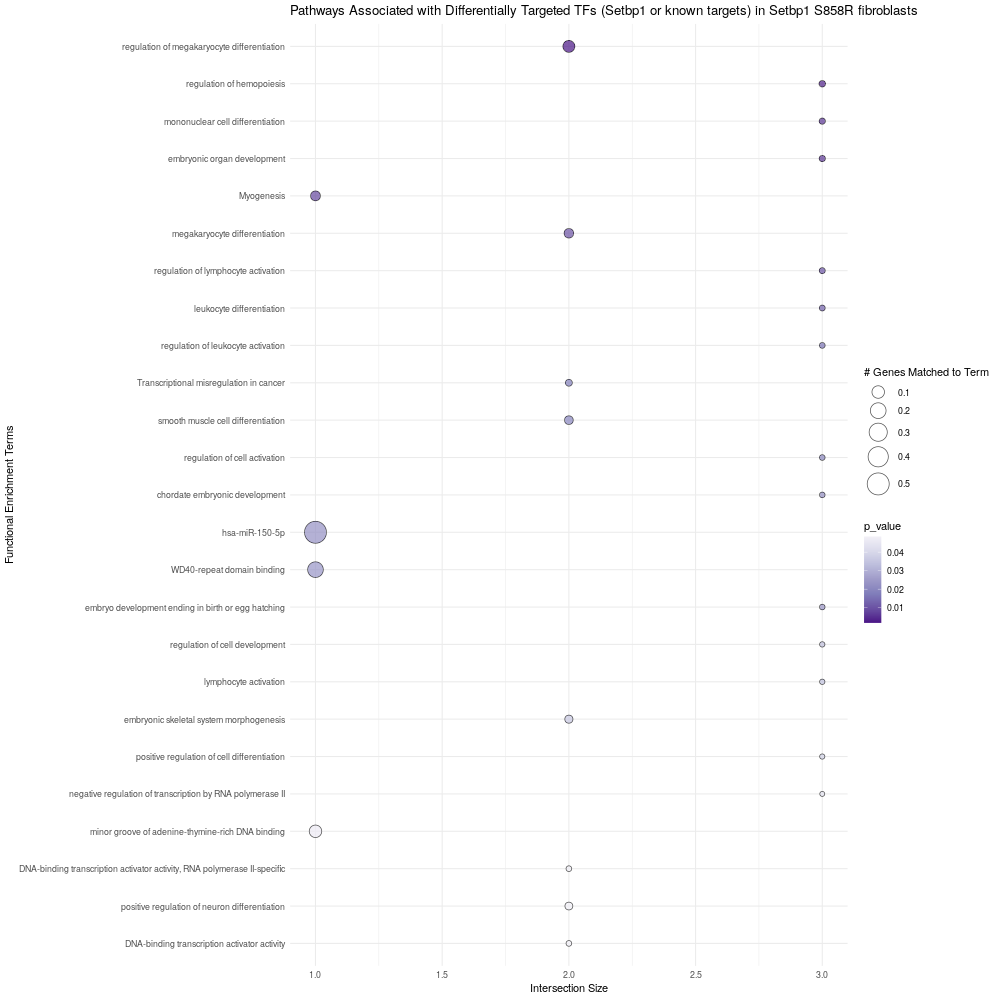 Pathways Associated with Differentially Targeted TFs (Setbp1 or known targets) in Setbp1 S858R fibroblasts
Functional Enrichment Terms
regulation of megakaryocyte differentiation
regulation of hemopoiesis
mononuclear cell differentiation
embryonic organ development
Myogenesis
megakaryocyte differentiation
regulation of lymphocyte activation
leukocyte differentiation
regulation of leukocyte activation
Transcriptional misregulation in cancer
smooth muscle cell differentiation
regulation of cell activation
chordate embryonic development
hsa-miR-150-5p
WD40-repeat domain binding
embryo development ending in birth or egg hatching
regulation of cell development
lymphocyte activation
embryonic skeletal system morphogenesis
positive regulation of cell differentiation
negative regulation of transcription by RNA polymerase II
minor groove of adenine-thymine-rich DNA binding
DNA-binding transcription activator activity, RNA polymerase II-specific
positive regulation of neuron differentiation
DNA-binding transcription activator activity
1.0 1.5 2.0 2.5 3.0
Intersection Size
# Genes Matched to Term
0.1
0.2
0.3
0.4
0.5
p_value
0.04
0.03
0.02
0.01